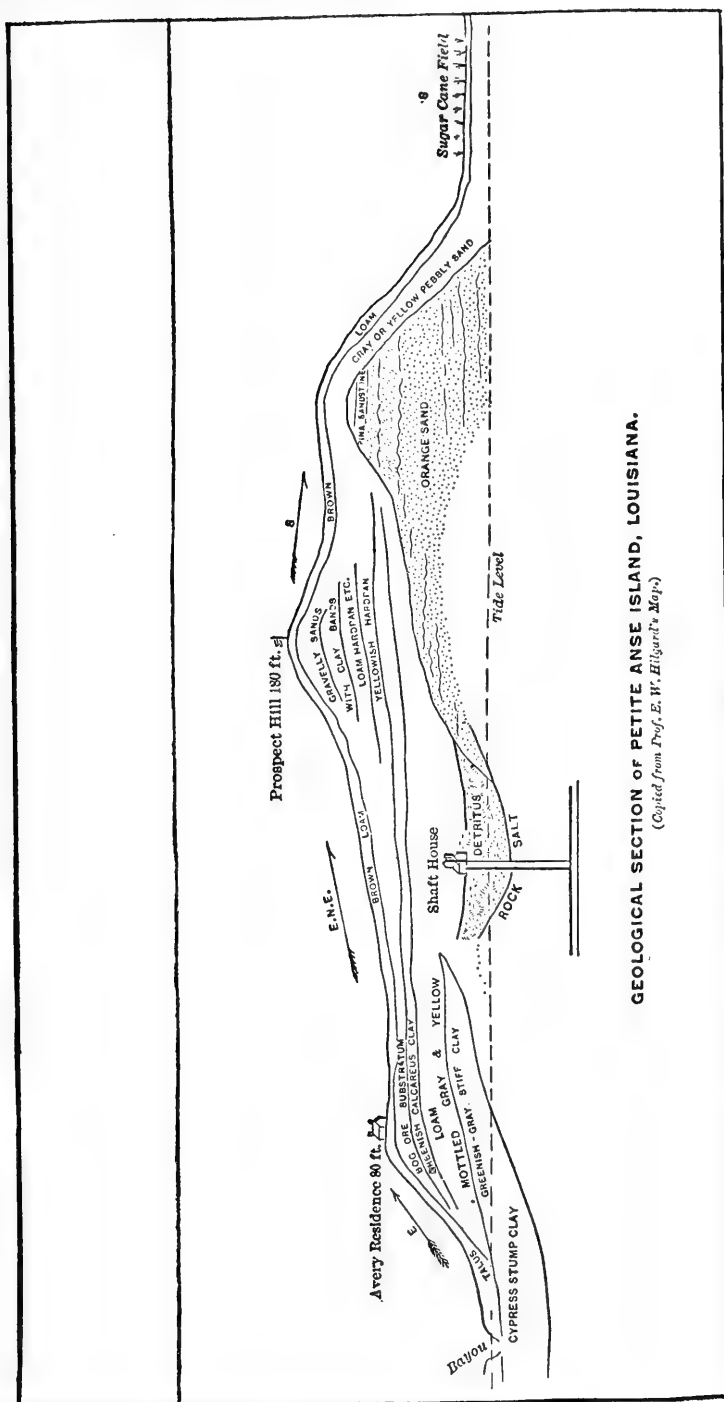 Prospect Hill 180 ft.
Avery Residence 80 ft.
E.N.E.
E.
S
Bayou
TALUS
BROWN
LOAM
BROWN
LOAM
GRAVELLY SANDS
WITH CLAY BANDS
LOAM HARDPAN ETC.
YELLOWISH HARDPAN
BOG ORE SUBSTRATUM
GREENISH CALCAREUS CLAY
LOAM
GRAY & YELLOW
MOTTLED
GREENISH-GRAY STIFF CLAY
CYPRESS STUMP CLAY
Shaft House
DETRITUS
ROCK
SALT
Tide Level
ORANGE SAND
GRAY OR YELLOW PEBBLY SAND
Sugar Cane Field
GEOLOGICAL SECTION OF PETITE ANSE ISLAND, LOUISIANA.
(Copied from Prof. E. W. Hilgard's Map.)